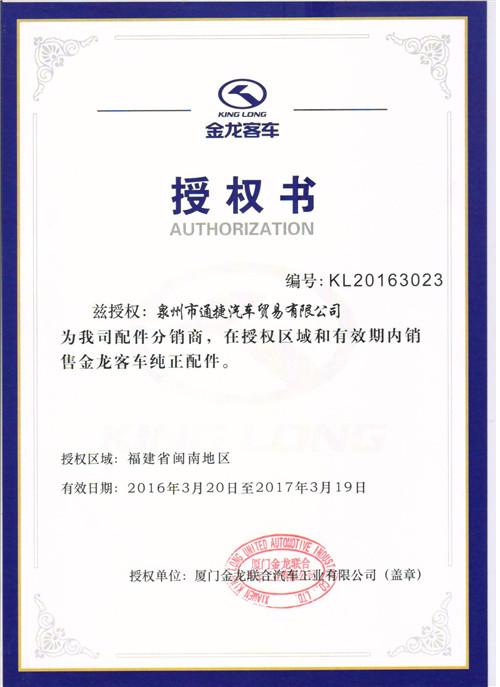 KING LONG
金龙客车
授权书
AUTHORIZATION
编号:KL20163023
兹授权:泉州市通捷汽车贸易有限公司
为我司配件分销商,在授权区域和有效期内销
售金龙客车纯正配件。
KING LONG
授权区域:福建省闽南地区
有效日期:2016年3月20日至2017年3月19日
XIAMEN KING LONG UNITED AUTOMOTIVE INDUSTRY CO., LTD.
厦门金龙联合
授权单位:厦门金龙联合汽车工业有限公司(盖章)